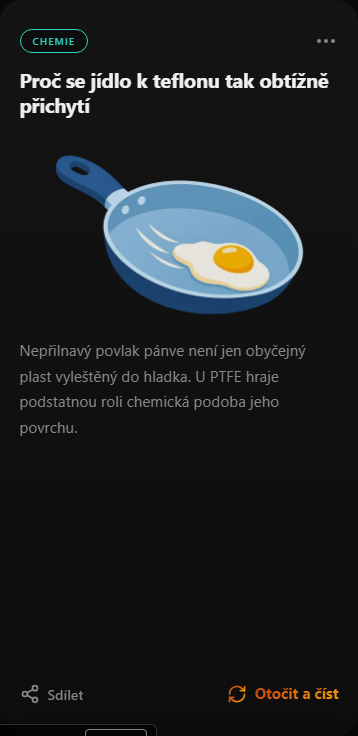 CHEMIE
Proč se jídlo k teflonu tak obtížně
přichytí
Nepřilnavý povlak pánve není jen obyčejný
plast vyleštěný do hladka. U PTFE hraje
podstatnou roli chemická podoba jeho
povrchu.
Sdílet
Otočit a číst